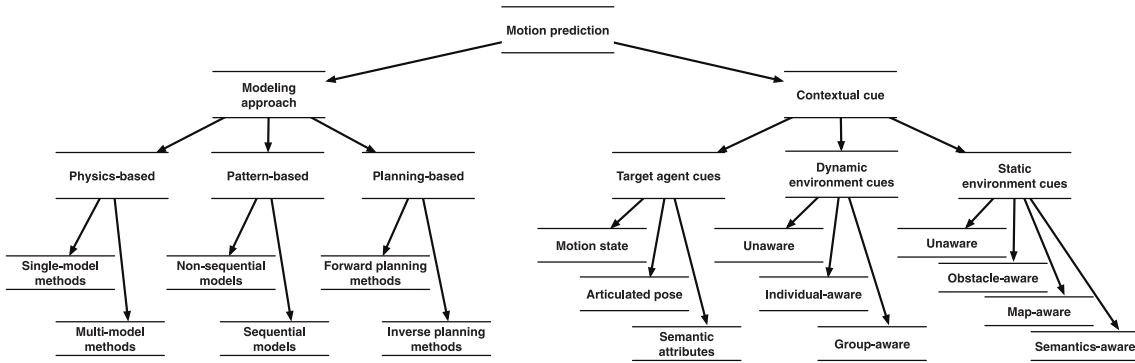 Motion prediction
Modeling
approach
Contextual cue
Physics-based
Pattern-based
Planning-based
Target agent cues
Dynamic
environment cues
Static
environment cues
Single-model
methods
Non-sequential
models
Forward planning
methods
Motion state
Unaware
Unaware
Articulated pose
Individual-aware
Obstacle-aware
Map-aware
Multi-model
methods
Sequential
models
Inverse planning
methods
Semantic
attributes
Group-aware
Semantics-aware